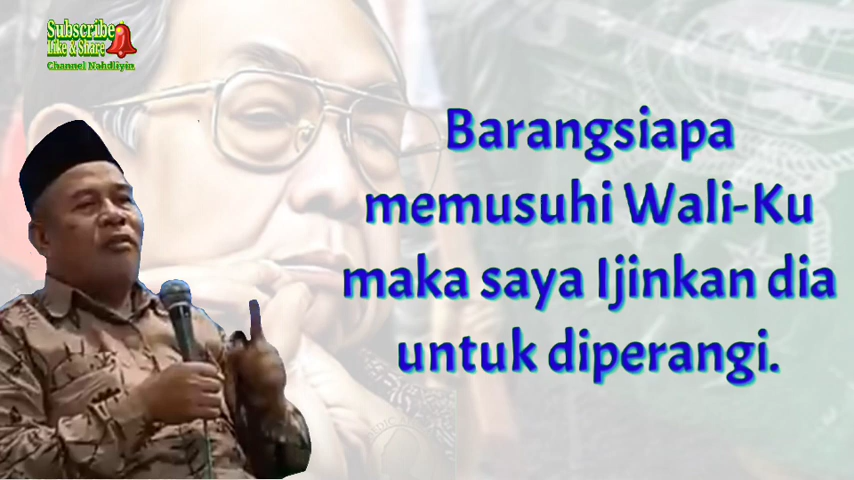 Subscribe
Like & Share
Channel Nahdliyin
Barangsiapa
memusuhi Wali-Ku
maka saya Ijinkan dia
untuk diperangi.